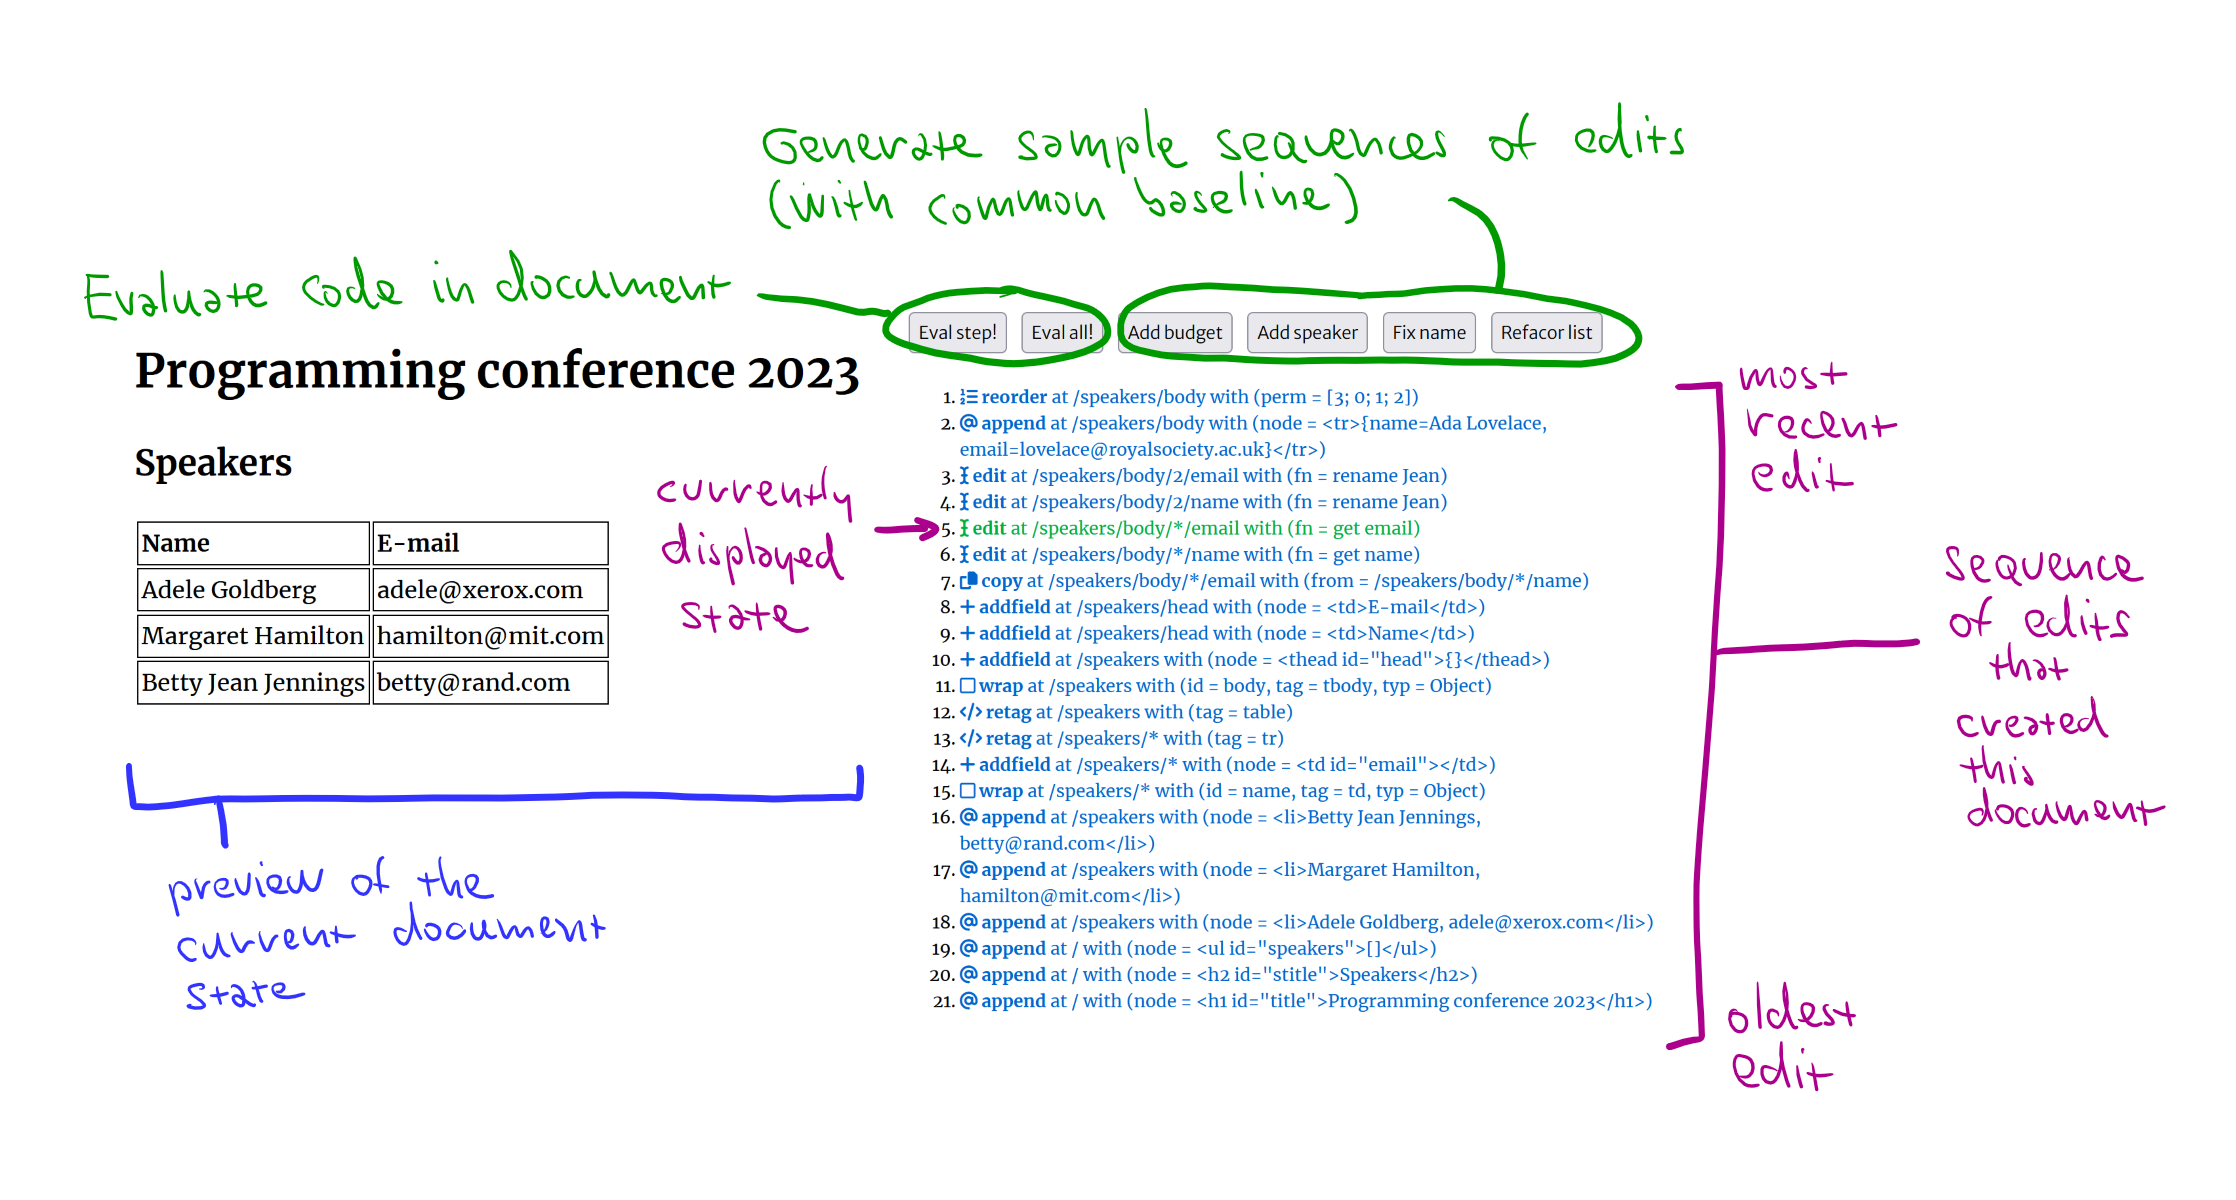 Generate sample sequences of edits
(with common baseline)
Evaluate code in document
Eval step!
Eval all!
Add budget
Add speaker
Fix name
Refacor list
Programming conference 2023
Speakers
Name E-mail
Adele Goldberg adele@xerox.com
Margaret Hamilton hamilton@mit.com
Betty Jean Jennings betty@rand.com
preview of the
current document
state
currently
displayed
state
1. reorder at /speakers/body with (perm = [3; 0; 1; 2])
2. append at /speakers/body with (node = <tr>{name=Ada Lovelace,
email=lovelace@royalsociety.ac.uk}</tr>)
3. edit at /speakers/body/2/email with (fn = rename Jean)
4. edit at /speakers/body/2/name with (fn = rename Jean)
5. edit at /speakers/body/*/email with (fn = get email)
6. edit at /speakers/body/*/name with (fn = get name)
7. copy at /speakers/body/*/email with (from = /speakers/body/*/name)
8. addfield at /speakers/head with (node = <td>E-mail</td>)
9. addfield at /speakers/head with (node = <td>Name</td>)
10. addfield at /speakers with (node = <thead id="head">{}</thead>)
11. wrap at /speakers with (id = body, tag = tbody, typ = Object)
12. retag at /speakers with (tag = table)
13. retag at /speakers/* with (tag = tr)
14. addfield at /speakers/* with (node = <td id="email"></td>)
15. wrap at /speakers/* with (id = name, tag = td, typ = Object)
16. append at /speakers with (node = <li>Betty Jean Jennings,
betty@rand.com</li>)
17. append at /speakers with (node = <li>Margaret Hamilton,
hamilton@mit.com</li>)
18. append at /speakers with (node = <li>Adele Goldberg, adele@xerox.com</li>)
19. append at / with (node = <ul id="speakers">[]</ul>)
20. append at / with (node = <h2 id="stitle">Speakers</h2>)
21. append at / with (node = <h1 id="title">Programming conference 2023</h1>)
most
recent
edit
sequence
of edits
that
created
this
document
oldest
edit